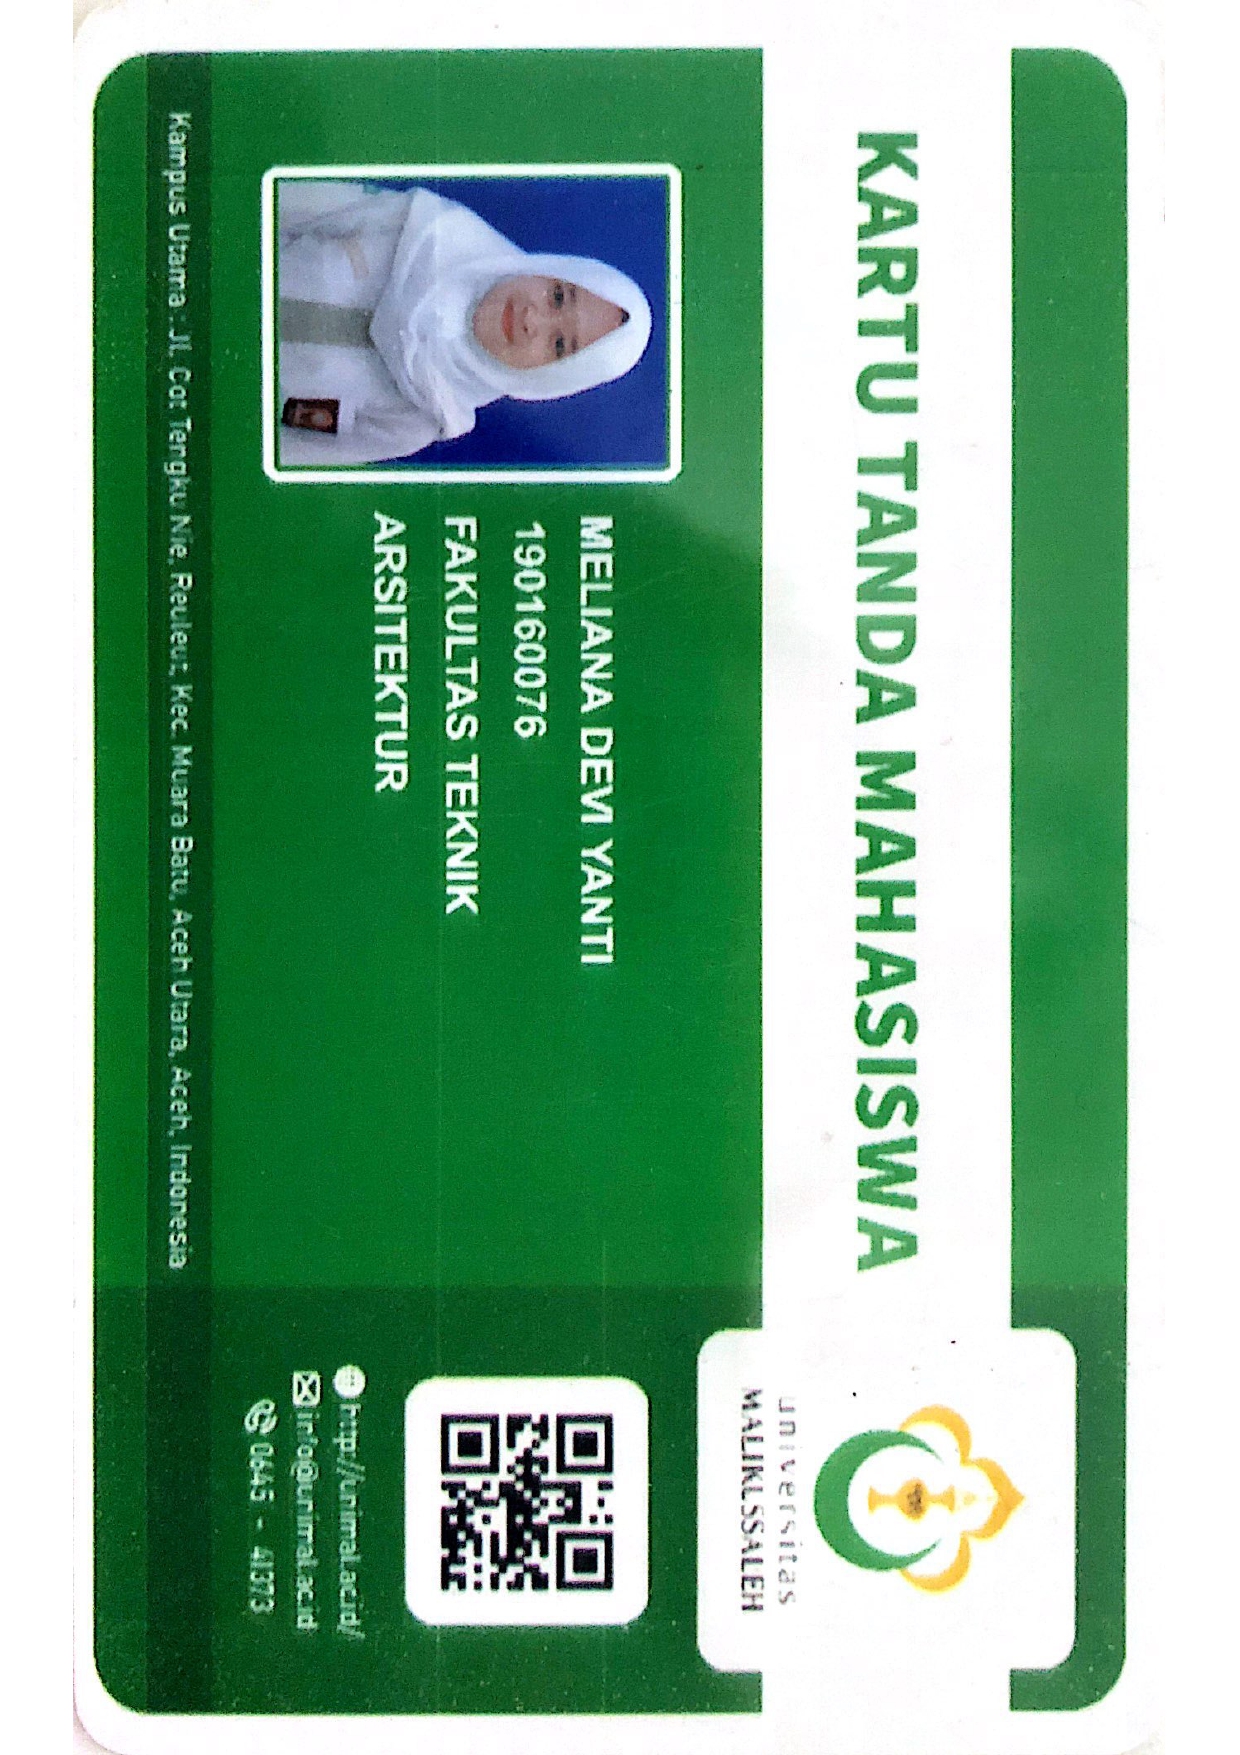 KARTU TANDA MAHASISWA
universitas
MALIKUSSALEH
MELIANA DEVI YANTI
190160076
FAKULTAS TEKNIK
ARSITEKTUR
http://unimal.ac.id/
info@unimal.ac.id
0645 - 41373
Kampus Utama : Jl. Cot Tengku Nie, Reuleut, Kec. Muara Batu, Aceh Utara, Aceh, Indonesia